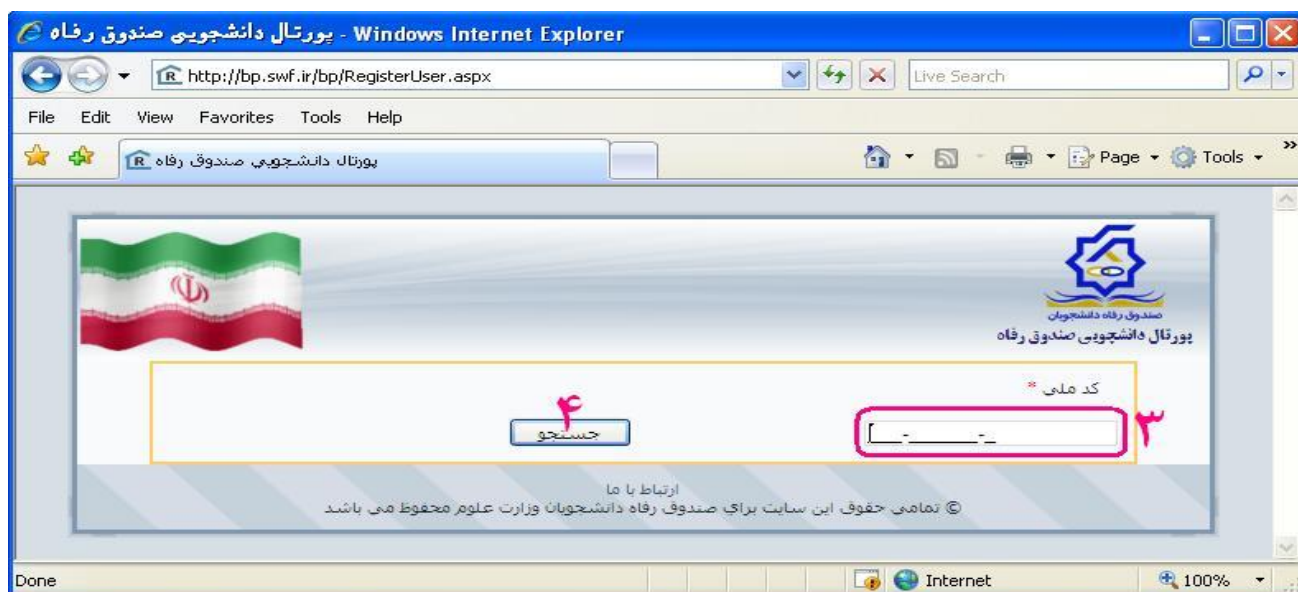 پورتال دانشجویی صندوق رفاه - Windows Internet Explorer
http://bp.swf.ir/bp/RegisterUser.aspx
Live Search
File Edit View Favorites Tools Help
پورتال دانشجویی صندوق رفاه
Page Tools
صندوق رفاه دانشجویان
پورتال دانشجویی صندوق رفاه
کد ملی *
۳ ___-______-_
۴
جستجو
ارتباط با ما
© تمامی حقوق این سایت برای صندوق رفاه دانشجویان وزارت علوم محفوظ می باشد
Done Internet 100%